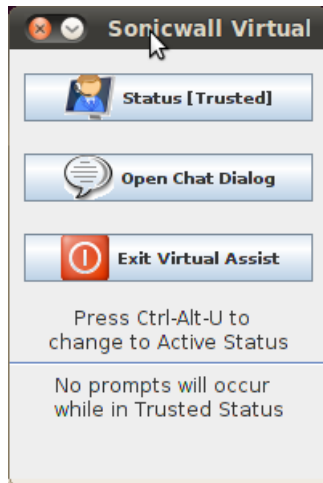 Sonicwall Virtual
Status [Trusted]
Open Chat Dialog
Exit Virtual Assist
Press Ctrl-Alt-U to
change to Active Status
No prompts will occur
while in Trusted Status